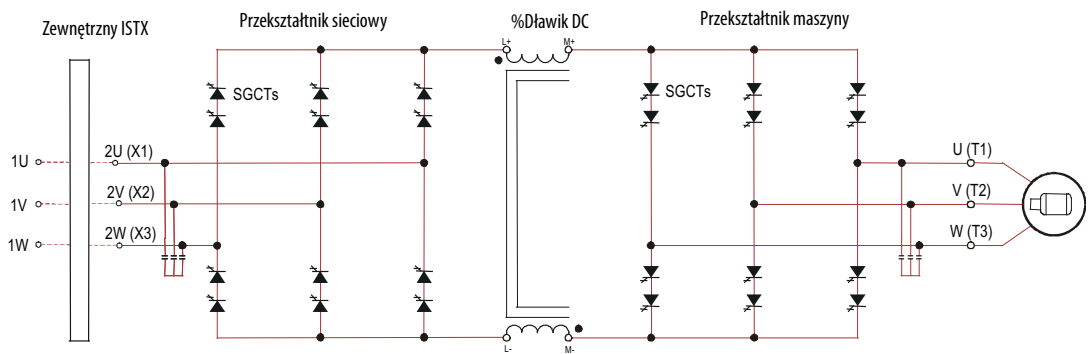 Zewnętrzny ISTX
Przekształtnik sieciowy
%Dławik DC
Przekształtnik maszyny
L+
M+
SGCTs
SGCTs
1U
2U (X1)
U (T1)
1V
2V (X2)
V (T2)
1W
2W (X3)
W (T3)
L-
M-